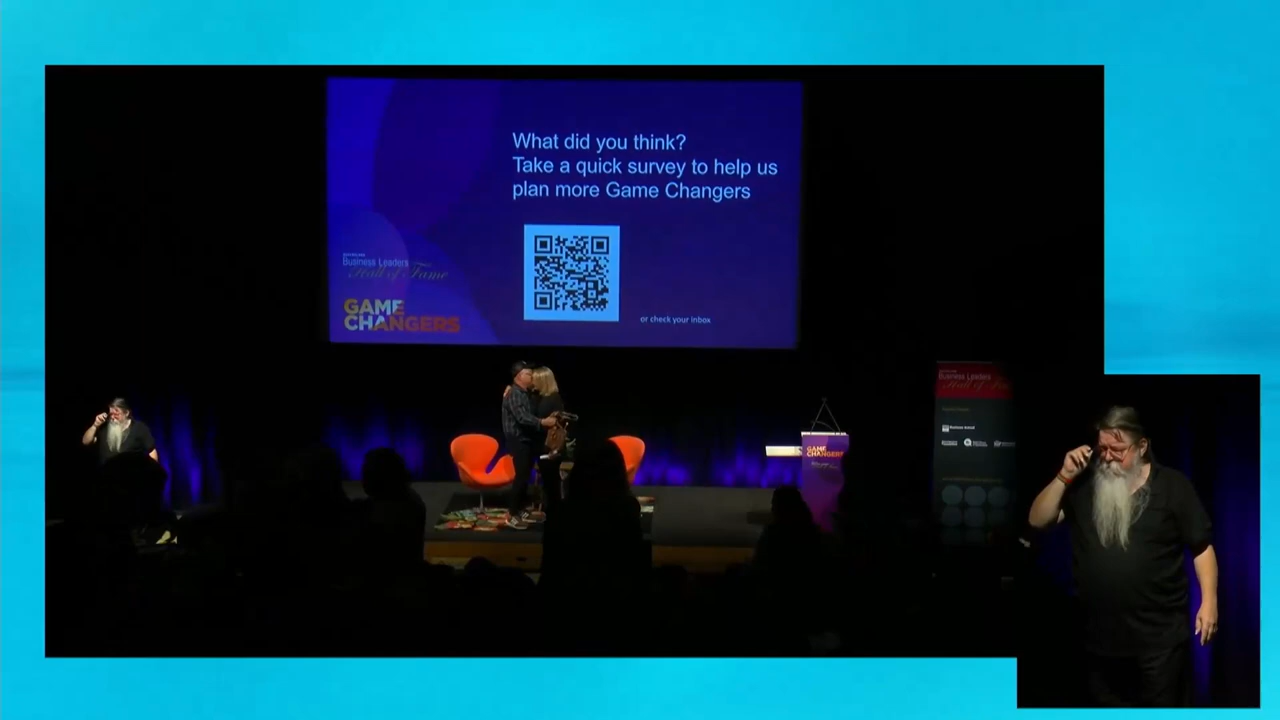 What did you think?
Take a quick survey to help us
plan more Game Changers
Business Leaders
Hall of Fame
GAME
CHANGERS
or check your inbox
Business Leaders
Hall of
GAME
CHANGERS